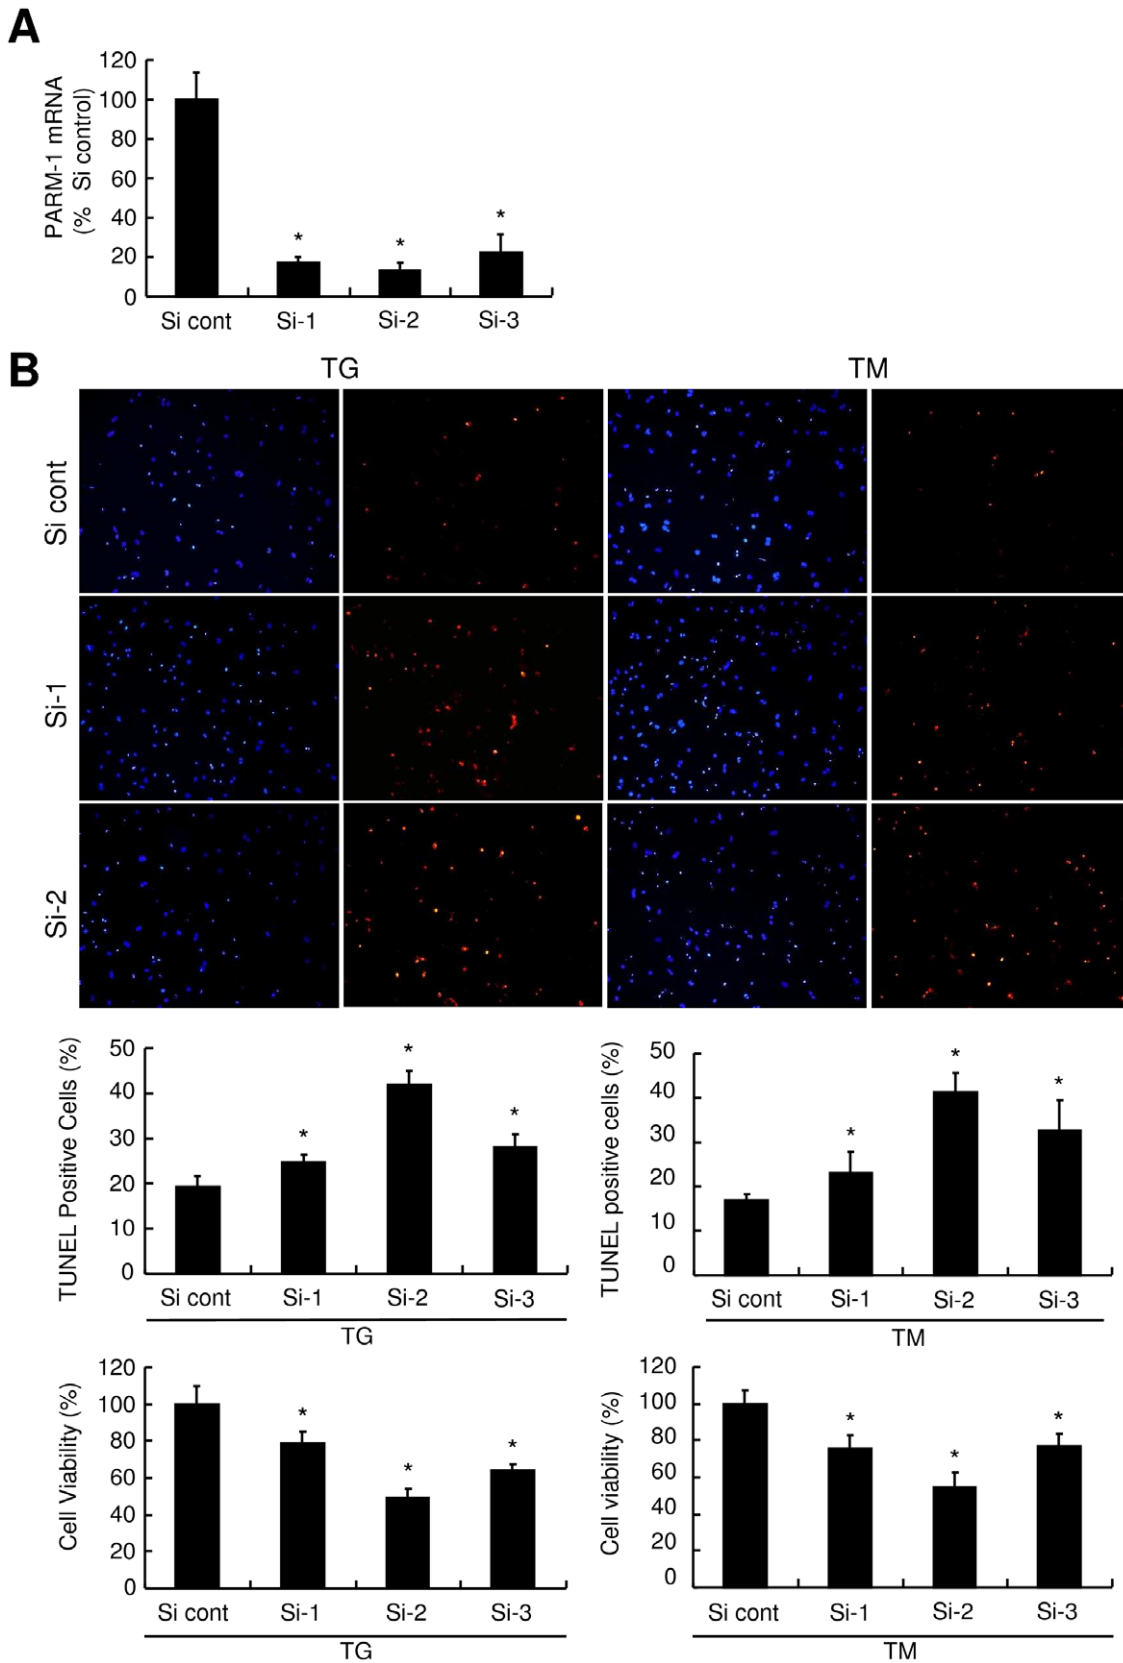 A
PARM-1 mRNA
(% Si control)
120
100
80
60
40
20
0
*
*
*
Si cont Si-1 Si-2 Si-3
B
TG TM
Si cont
Si-1
Si-2
TUNEL Positive Cells (%)
50
40
30
20
10
0
*
*
*
Si cont Si-1 Si-2 Si-3
TG
TUNEL positive cells (%)
50
40
30
20
10
0
*
*
*
Si cont Si-1 Si-2 Si-3
TM
Cell Viability (%)
120
100
80
60
40
20
0
*
*
*
Si cont Si-1 Si-2 Si-3
TG
Cell viability (%)
120
100
80
60
40
20
0
*
*
*
Si cont Si-1 Si-2 Si-3
TM